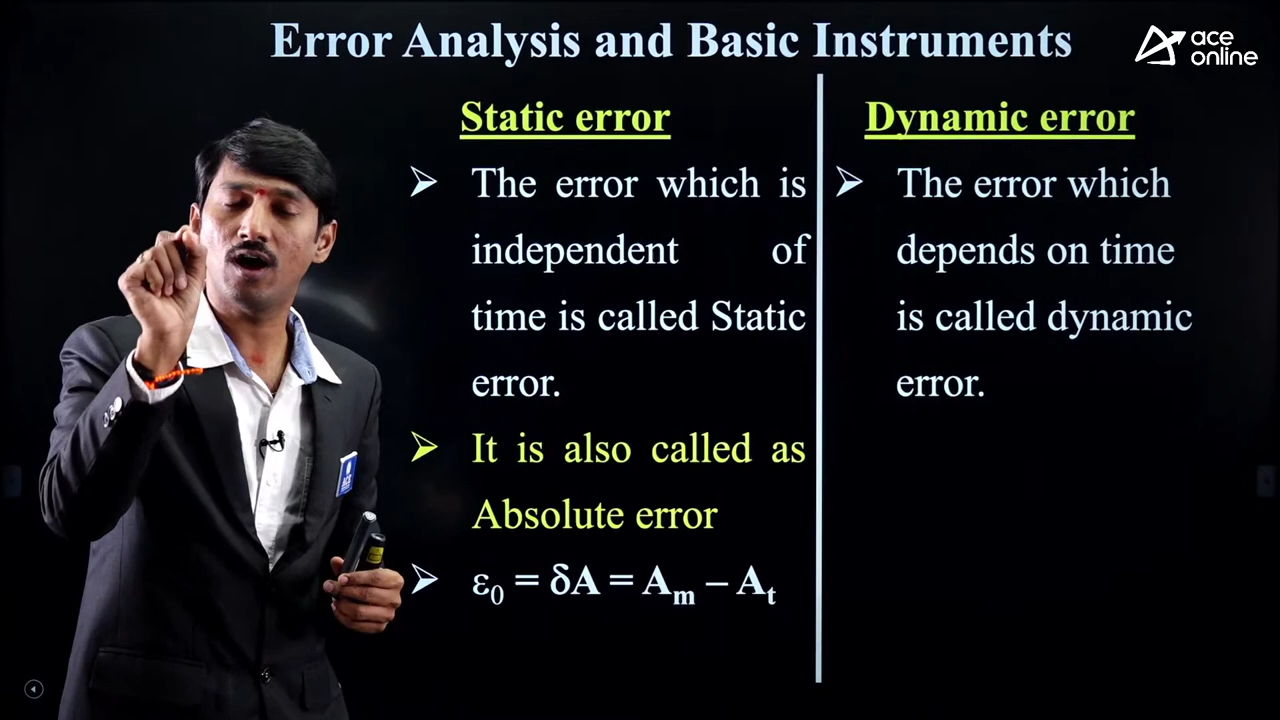 Error Analysis and Basic Instruments
ace
online
Static error
➢ The error which is
independent of
time is called Static
error.
➢ It is also called as
Absolute error
➢ ε₀ = δA = Aₘ – Aₜ
Dynamic error
➢ The error which
depends on time
is called dynamic
error.
ACE